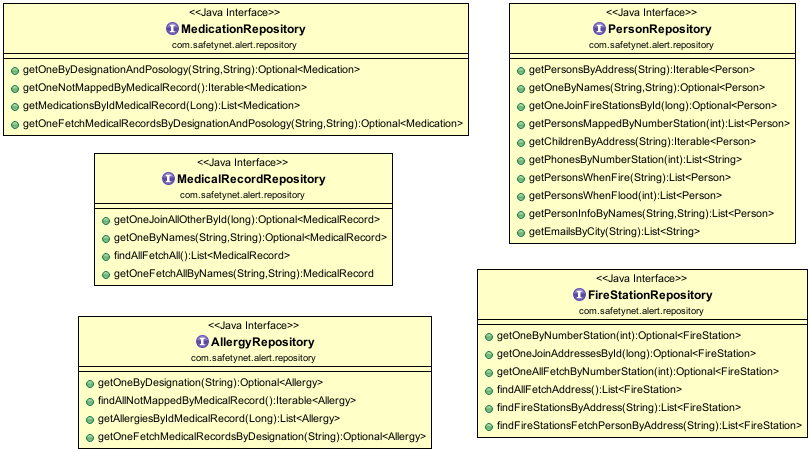 <<Java Interface>>
MedicationRepository
com.safetynet.alert.repository
getOneByDesignationAndPosology(String,String):Optional<Medication>
getOneNotMappedByMedicalRecord():Iterable<Medication>
getMedicationsByIdMedicalRecord(Long):List<Medication>
getOneFetchMedicalRecordsByDesignationAndPosology(String,String):Optional<Medication>
<<Java Interface>>
PersonRepository
com.safetynet.alert.repository
getPersonsByAddress(String):Iterable<Person>
getOneByNames(String,String):Optional<Person>
getOneJoinFireStationsById(long):Optional<Person>
getPersonsMappedByNumberStation(int):List<Person>
getChildrenByAddress(String):Iterable<Person>
getPhonesByNumberStation(int):List<String>
getPersonsWhenFire(String):List<Person>
getPersonsWhenFlood(int):List<Person>
getPersonInfoByNames(String,String):List<Person>
getEmailsByCity(String):List<String>
<<Java Interface>>
MedicalRecordRepository
com.safetynet.alert.repository
getOneJoinAllOtherById(long):Optional<MedicalRecord>
getOneByNames(String,String):Optional<MedicalRecord>
findAllFetchAll():List<MedicalRecord>
getOneFetchAllByNames(String,String):MedicalRecord
<<Java Interface>>
FireStationRepository
com.safetynet.alert.repository
getOneByNumberStation(int):Optional<FireStation>
getOneJoinAddressesById(long):Optional<FireStation>
getOneAllFetchByNumberStation(int):Optional<FireStation>
findAllFetchAddress():List<FireStation>
findFireStationsByAddress(String):List<FireStation>
findFireStationsFetchPersonByAddress(String):List<FireStation>
<<Java Interface>>
AllergyRepository
com.safetynet.alert.repository
getOneByDesignation(String):Optional<Allergy>
findAllNotMappedByMedicalRecord():Iterable<Allergy>
getAllergiesByIdMedicalRecord(Long):List<Allergy>
getOneFetchMedicalRecordsByDesignation(String):Optional<Allergy>